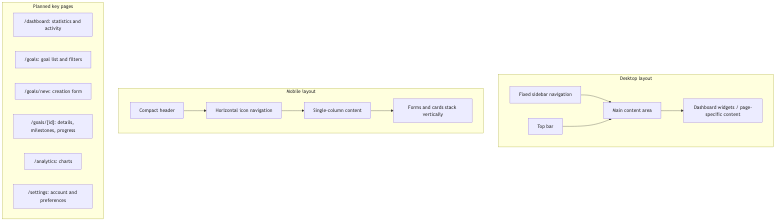 Planned key pages
/dashboard: statistics and
activity
/goals: goal list and filters
/goals/new: creation form
/goals/[id]: details,
milestones, progress
/analytics: charts
/settings: account and
preferences
Mobile layout
Compact header
Horizontal icon navigation
Single-column content
Forms and cards stack
vertically
Desktop layout
Fixed sidebar navigation
Top bar
Main content area
Dashboard widgets / page-
specific content